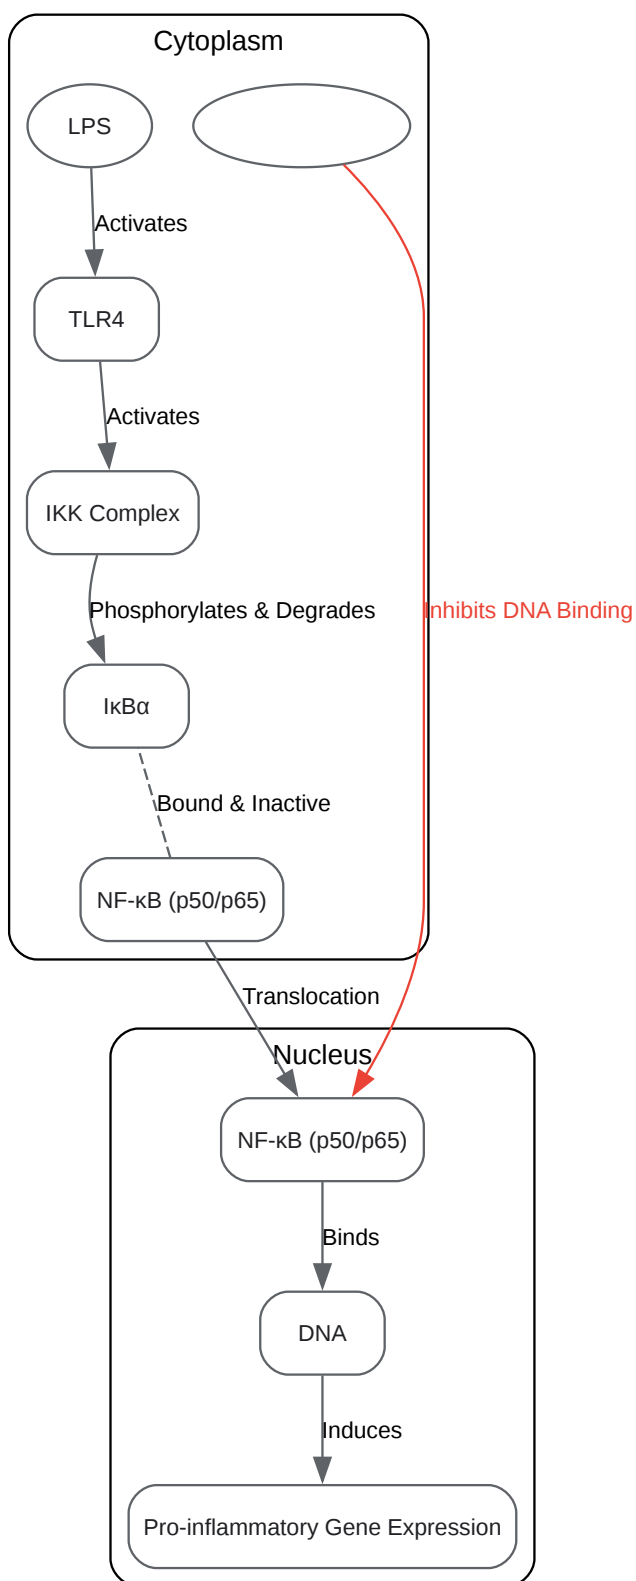 Cytoplasm
LPS
Activates
TLR4
Activates
IKK Complex
Phosphorylates & Degrades
Inhibits DNA Binding
IκBα
Bound & Inactive
NF-κB (p50/p65)
Translocation
Nucleus
NF-κB (p50/p65)
Binds
DNA
Induces
Pro-inflammatory Gene Expression